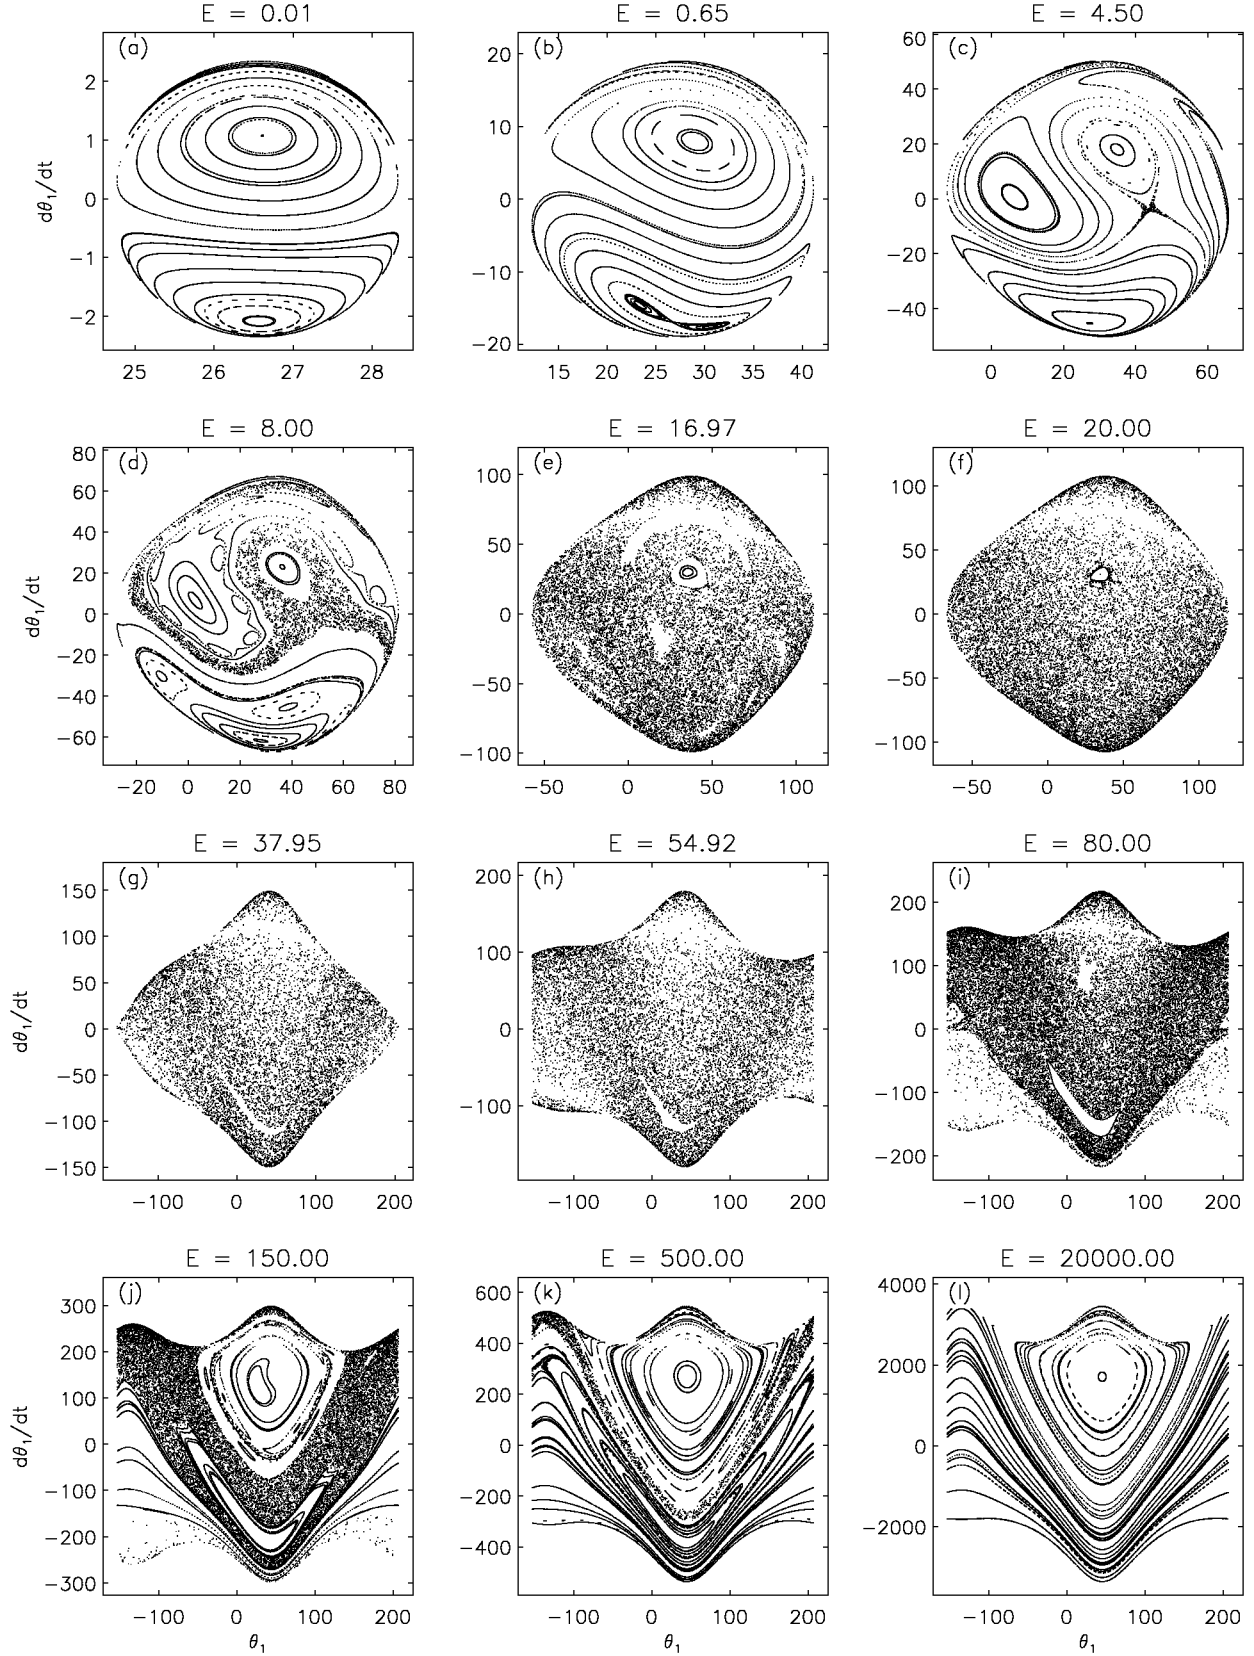 E = 0.01 E = 0.65 E = 4.50
(a) (b) (c)
dθ₁/dt
2 1 0 −1 −2
20 10 0 −10 −20
60 40 20 0 −20 −40
25 26 27 28
15 20 25 30 35 40
0 20 40 60
E = 8.00 E = 16.97 E = 20.00
(d) (e) (f)
dθ₁/dt
80 60 40 20 0 −20 −40 −60
100 50 0 −50 −100
100 50 0 −50 −100
−20 0 20 40 60 80
−50 0 50 100
−50 0 50 100
E = 37.95 E = 54.92 E = 80.00
(g) (h) (i)
dθ₁/dt
150 100 50 0 −50 −100 −150
200 100 0 −100
200 100 0 −100 −200
−100 0 100 200
−100 0 100 200
−100 0 100 200
E = 150.00 E = 500.00 E = 20000.00
(j) (k) (l)
dθ₁/dt
300 200 100 0 −100 −200 −300
600 400 200 0 −200 −400
4000 2000 0 −2000
−100 0 100 200
−100 0 100 200
−100 0 100 200
θ₁ θ₁ θ₁